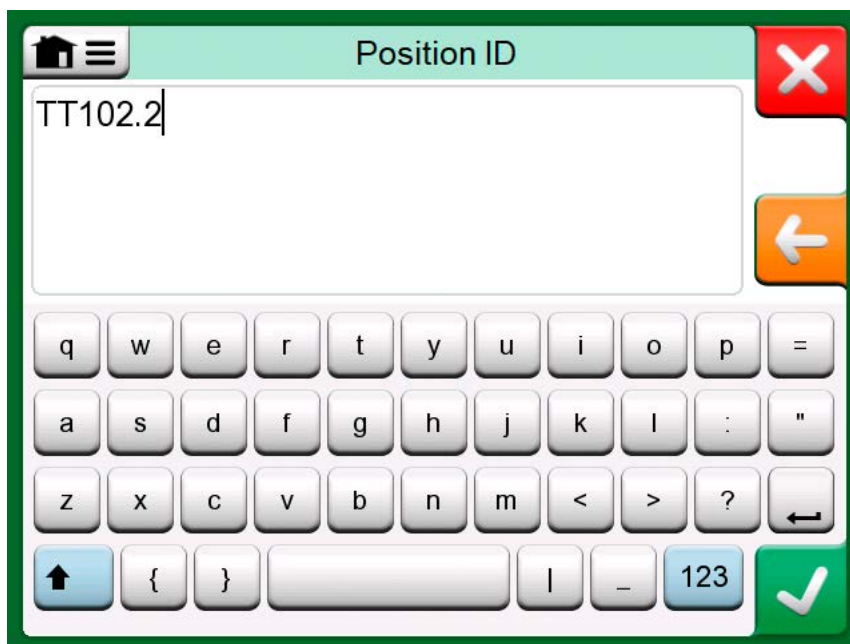 Position ID
TT102.2
q w e r t y u i o p =
a s d f g h j k l : "
z x c v b n m < > ?
{ } | _ 123